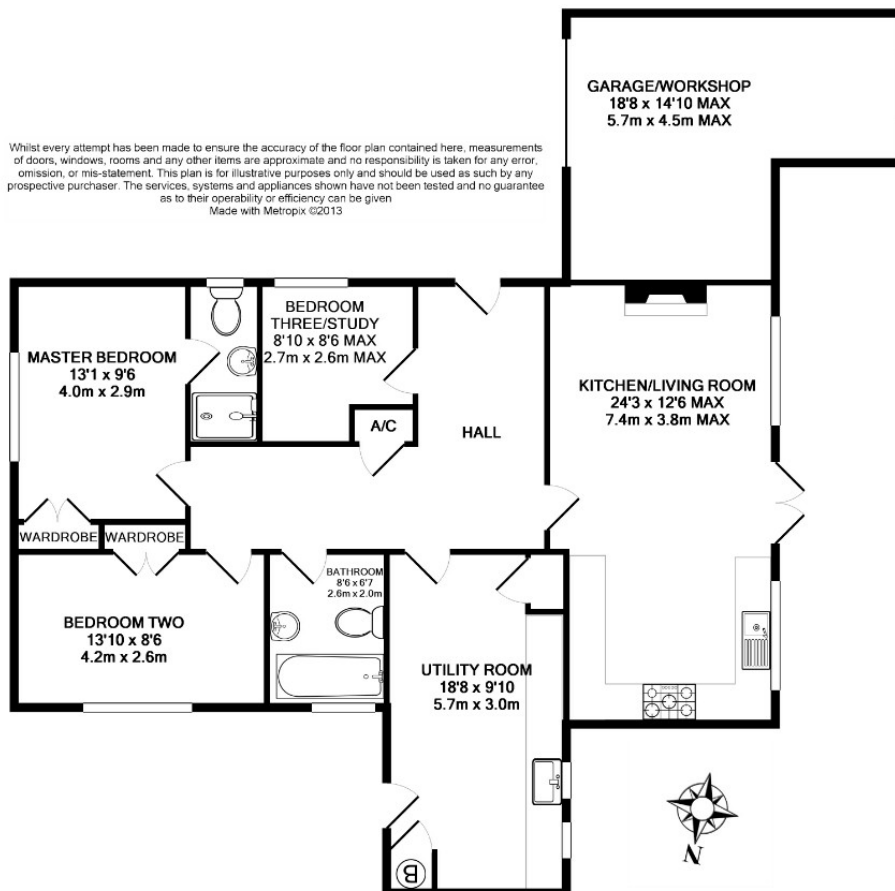 GARAGE/WORKSHOP
18'8 x 14'10 MAX
5.7m x 4.5m MAX
Whilst every attempt has been made to ensure the accuracy of the floor plan contained here, measurements
of doors, windows, rooms and any other items are approximate and no responsibility is taken for any error,
omission, or mis-statement. This plan is for illustrative purposes only and should be used as such by any
prospective purchaser. The services, systems and appliances shown have not been tested and no guarantee
as to their operability or efficiency can be given
Made with Metropix ©2013
MASTER BEDROOM
13'1 x 9'6
4.0m x 2.9m
BEDROOM
THREE/STUDY
8'10 x 8'6 MAX
2.7m x 2.6m MAX
A/C
HALL
KITCHEN/LIVING ROOM
24'3 x 12'6 MAX
7.4m x 3.8m MAX
WARDROBE
WARDROBE
BEDROOM TWO
13'10 x 8'6
4.2m x 2.6m
BATHROOM
8'6 x 6'7
2.6m x 2.0m
UTILITY ROOM
18'8 x 9'10
5.7m x 3.0m
B
N